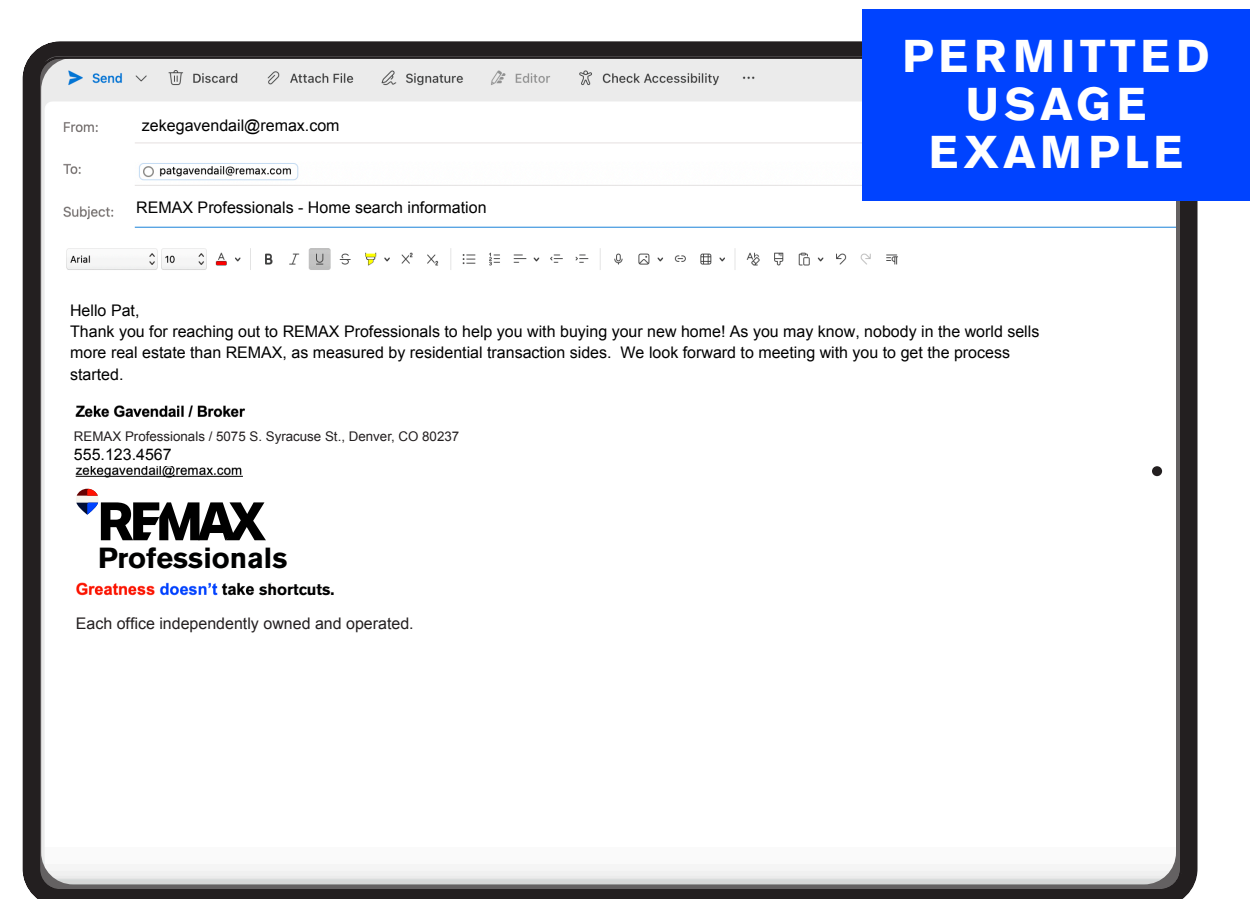 PERMITTED
USAGE
EXAMPLE
Send Discard Attach File Signature Editor Check Accessibility ...
From: zekegavendail@remax.com
To: patgavendail@remax.com
Subject: REMAX Professionals - Home search information
Arial 10 A B I U S X² X₂
Hello Pat,
Thank you for reaching out to REMAX Professionals to help you with buying your new home! As you may know, nobody in the world sells
more real estate than REMAX, as measured by residential transaction sides.  We look forward to meeting with you to get the process
started.
Zeke Gavendail / Broker
REMAX Professionals / 5075 S. Syracuse St., Denver, CO 80237
555.123.4567
zekegavendail@remax.com
REMAX
Professionals
Greatness doesn’t take shortcuts.
Each office independently owned and operated.